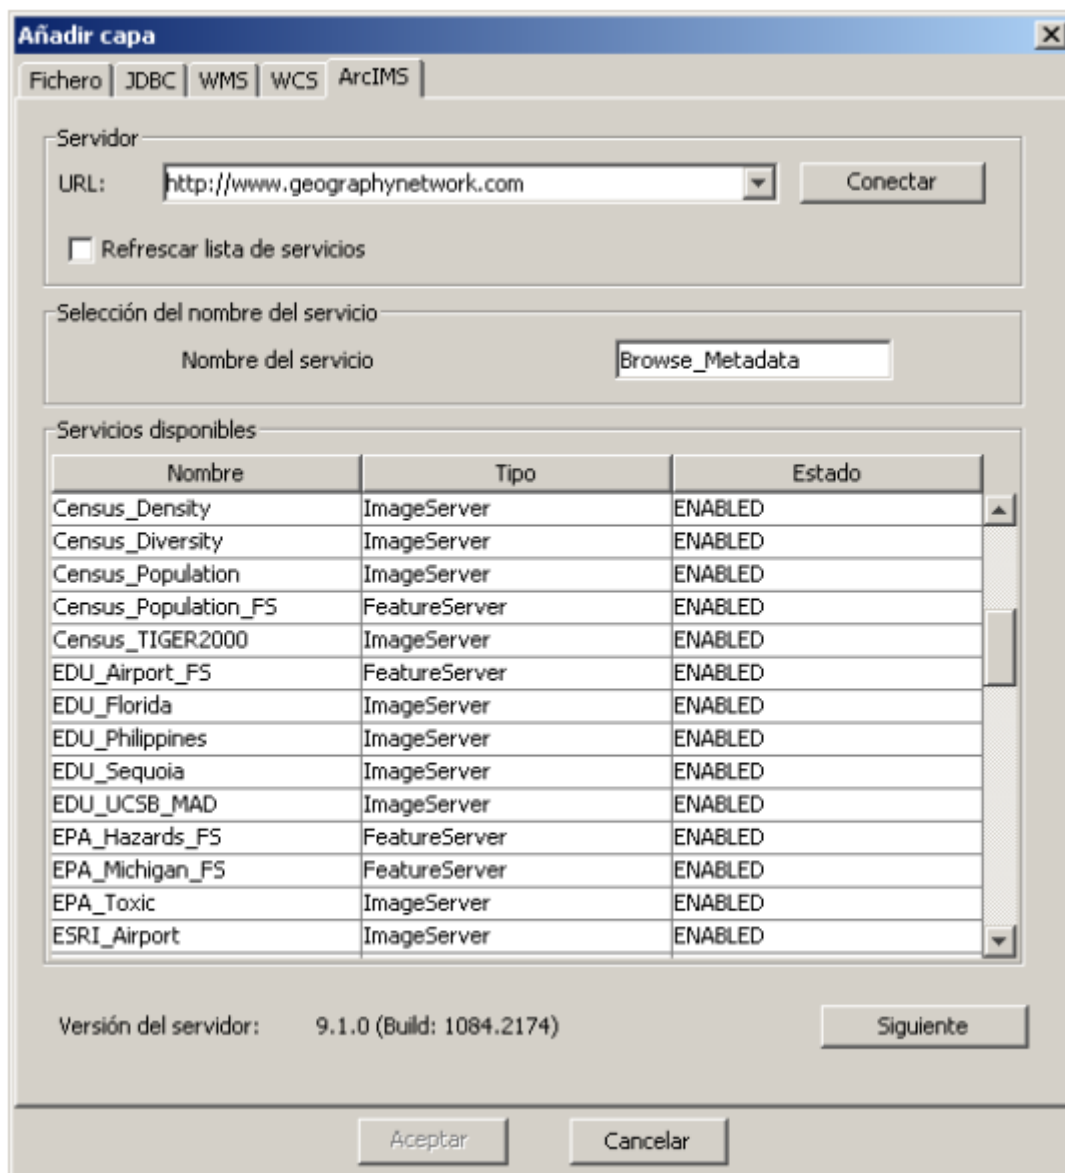 Añadir capa
Fichero JDBC WMS WCS ArcIMS
Servidor
URL: http://www.geographynetwork.com Conectar
Refrescar lista de servicios
Selección del nombre del servicio
Nombre del servicio Browse_Metadata
Servicios disponibles
Nombre Tipo Estado
Census_Density ImageServer ENABLED
Census_Diversity ImageServer ENABLED
Census_Population ImageServer ENABLED
Census_Population_FS FeatureServer ENABLED
Census_TIGER2000 ImageServer ENABLED
EDU_Airport_FS FeatureServer ENABLED
EDU_Florida ImageServer ENABLED
EDU_Philippines ImageServer ENABLED
EDU_Sequoia ImageServer ENABLED
EDU_UCSB_MAD ImageServer ENABLED
EPA_Hazards_FS FeatureServer ENABLED
EPA_Michigan_FS FeatureServer ENABLED
EPA_Toxic ImageServer ENABLED
ESRI_Airport ImageServer ENABLED
Versión del servidor: 9.1.0 (Build: 1084.2174) Siguiente
Aceptar Cancelar